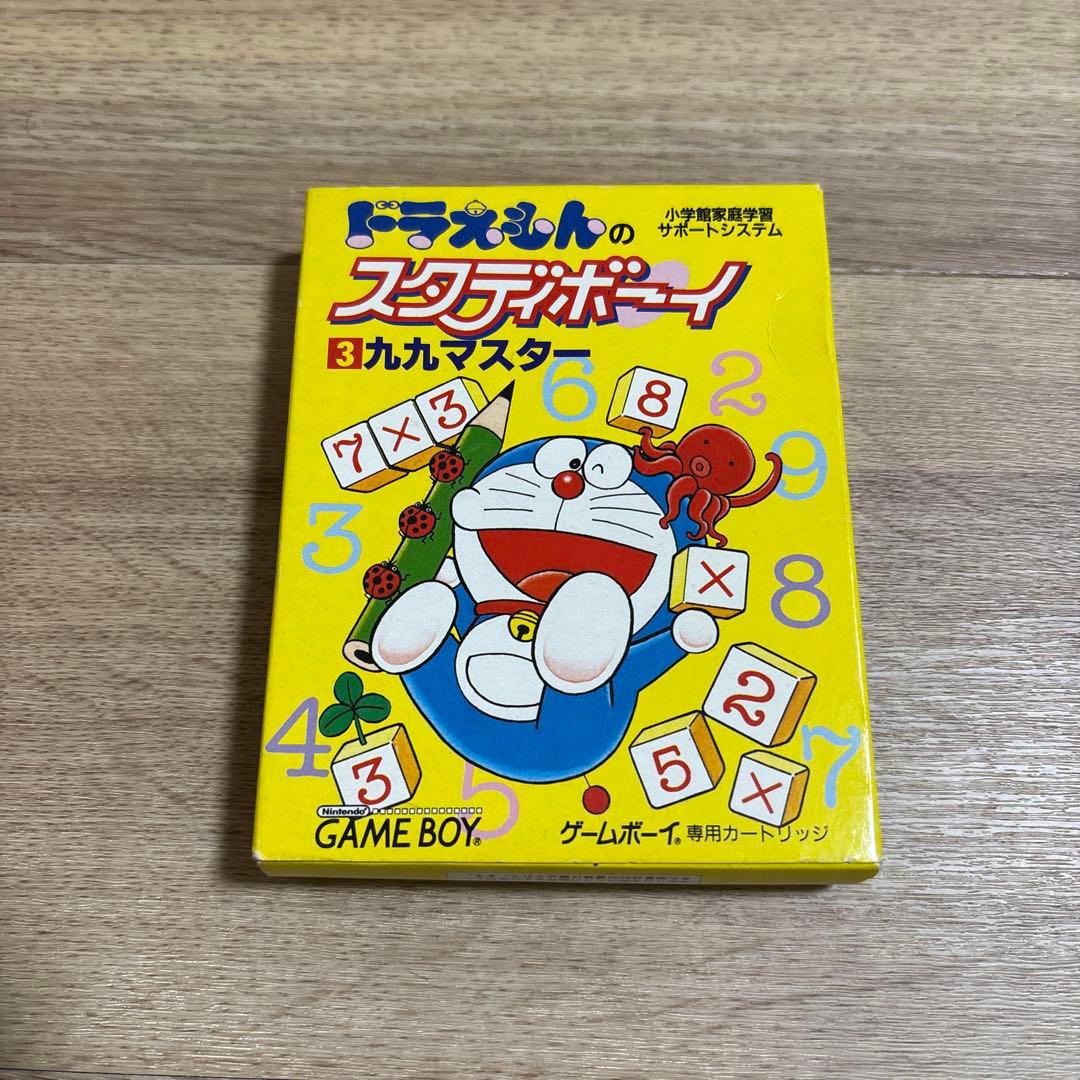 ドラえもんの
小学館家庭学習
サポートシステム
スタディボーイ
3 九九マスター
6
8
2
7×3
9
3
×
8
2
4
3
5
×
7
5
Nintendo
GAME BOY®
ゲームボーイ® 専用カートリッジ